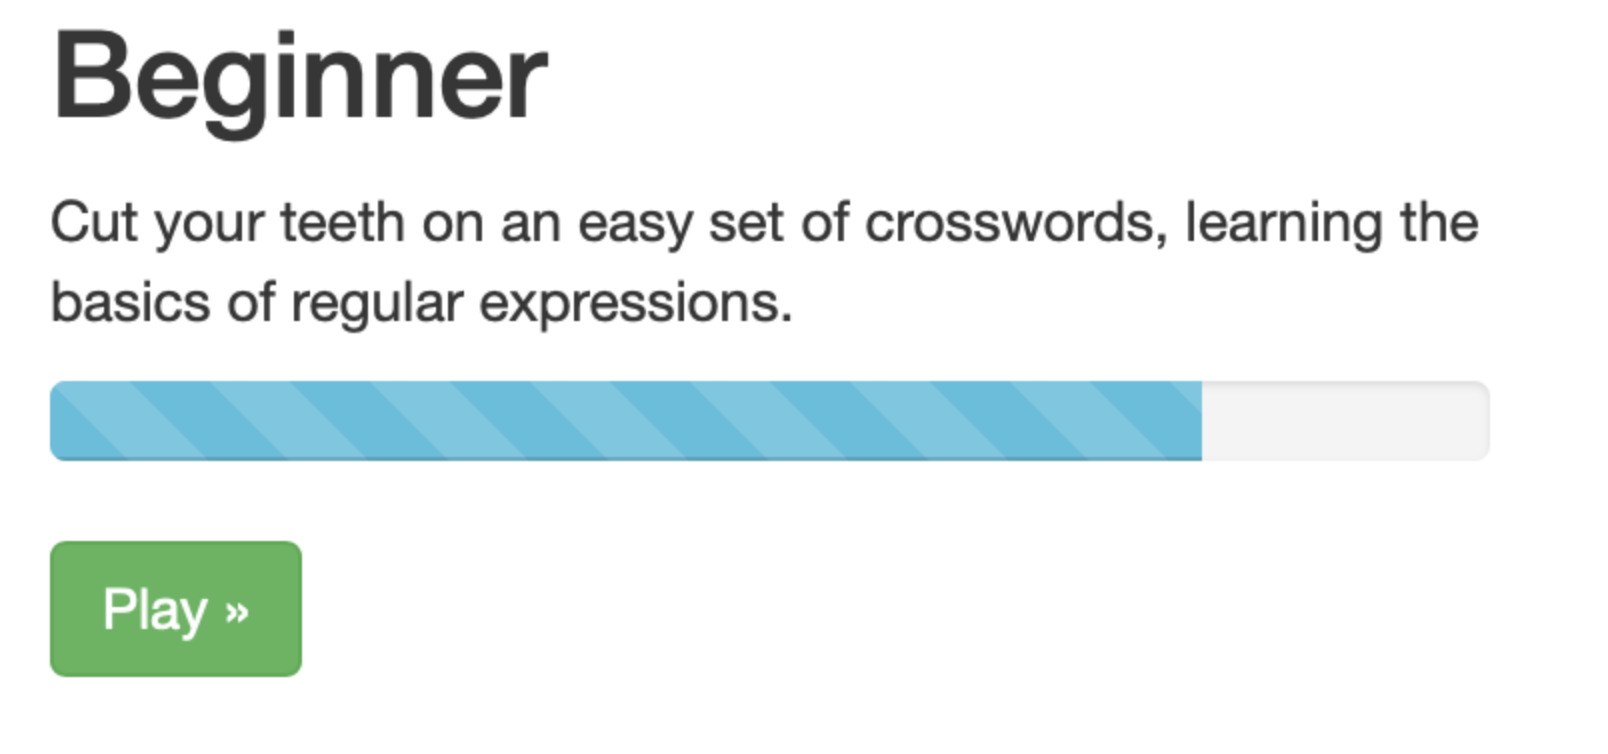 Beginner
Cut your teeth on an easy set of crosswords, learning the
basics of regular expressions.
Play »